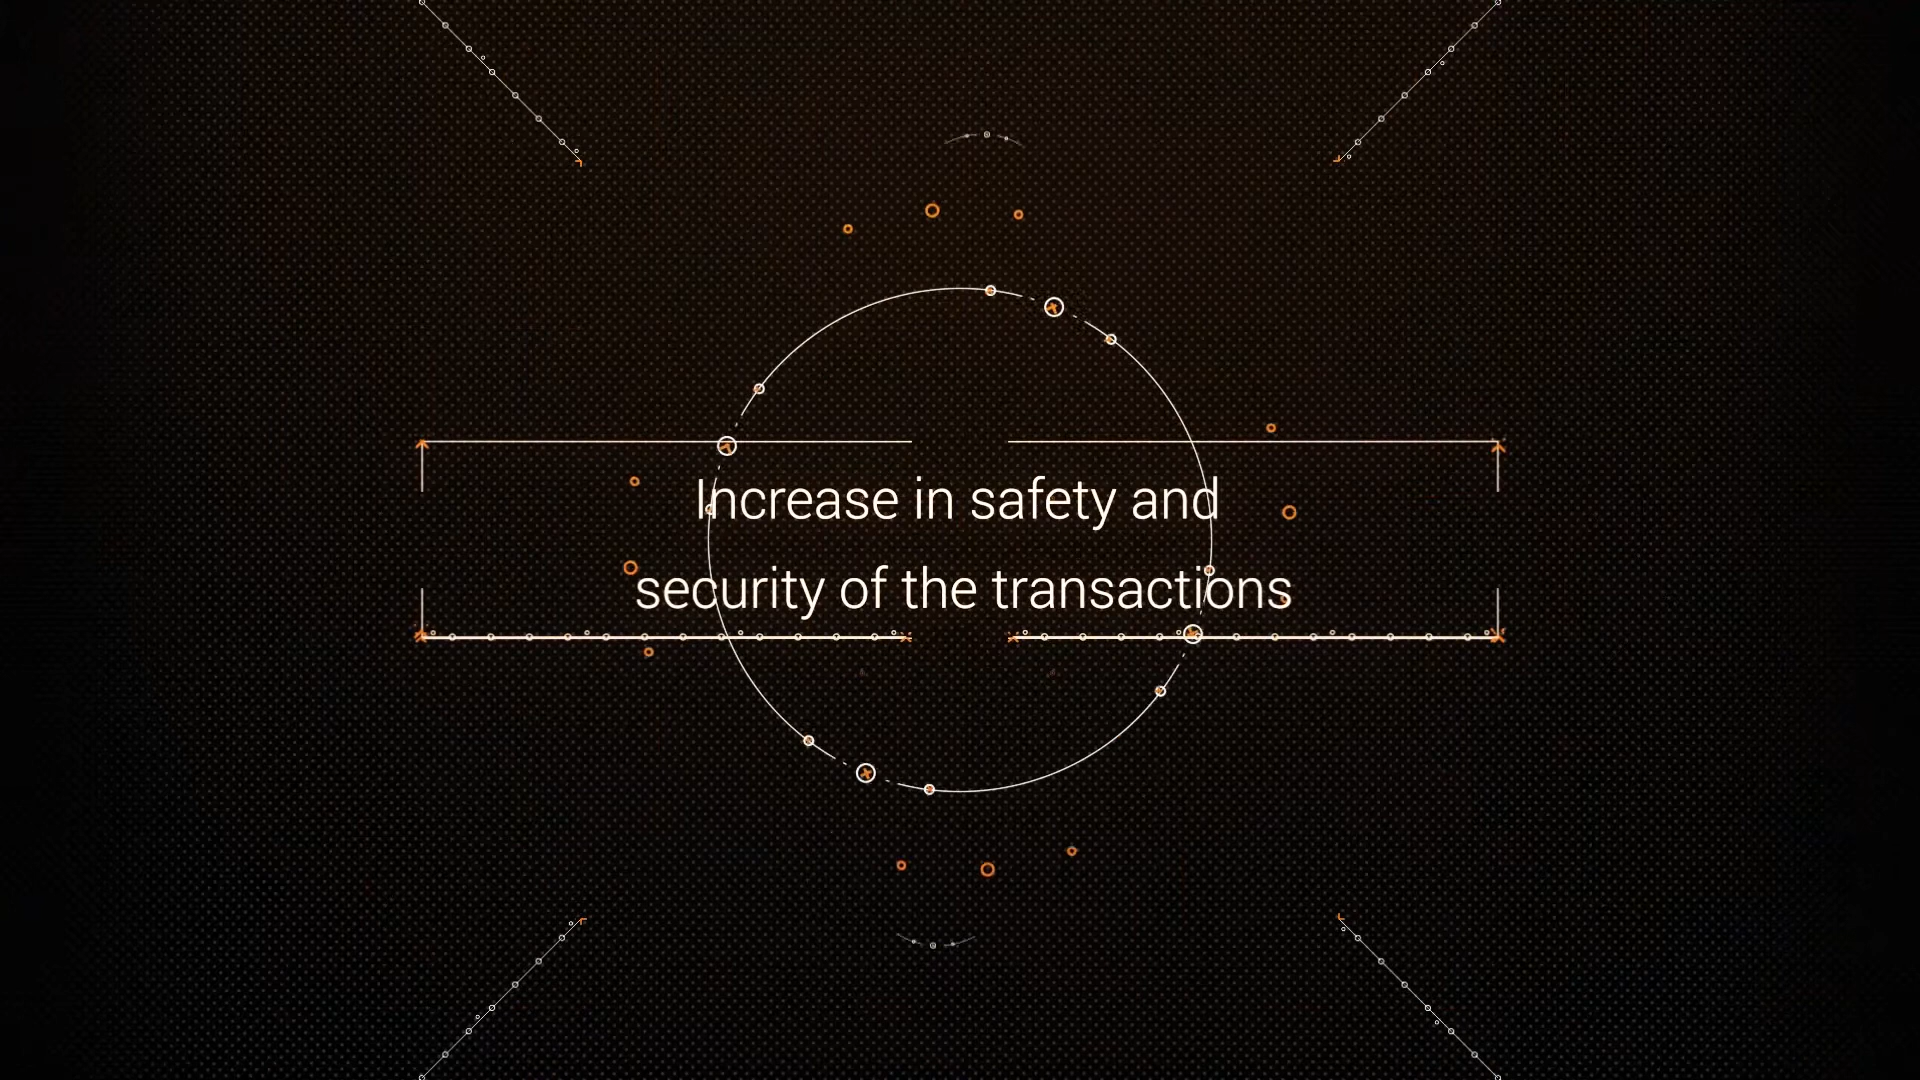 Increase in safety and
security of the transactions